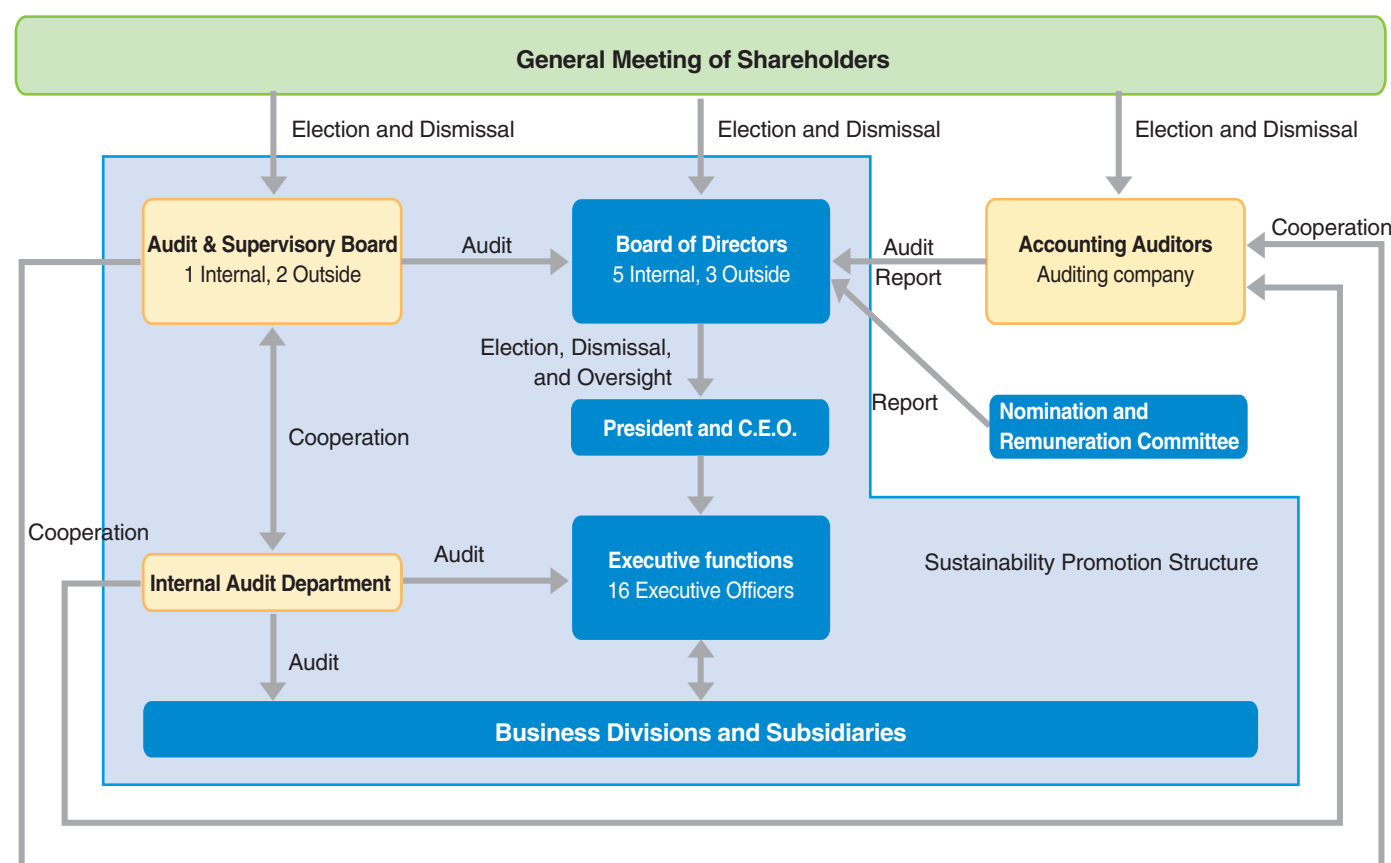 General Meeting of Shareholders
Election and Dismissal
Election and Dismissal
Election and Dismissal
Audit & Supervisory Board
1 Internal, 2 Outside
Audit
Board of Directors
5 Internal, 3 Outside
Audit
Report
Accounting Auditors
Auditing company
Cooperation
Election, Dismissal,
and Oversight
Report
Nomination and
Remuneration Committee
President and C.E.O.
Cooperation
Cooperation
Internal Audit Department
Audit
Executive functions
16 Executive Officers
Sustainability Promotion Structure
Audit
Business Divisions and Subsidiaries